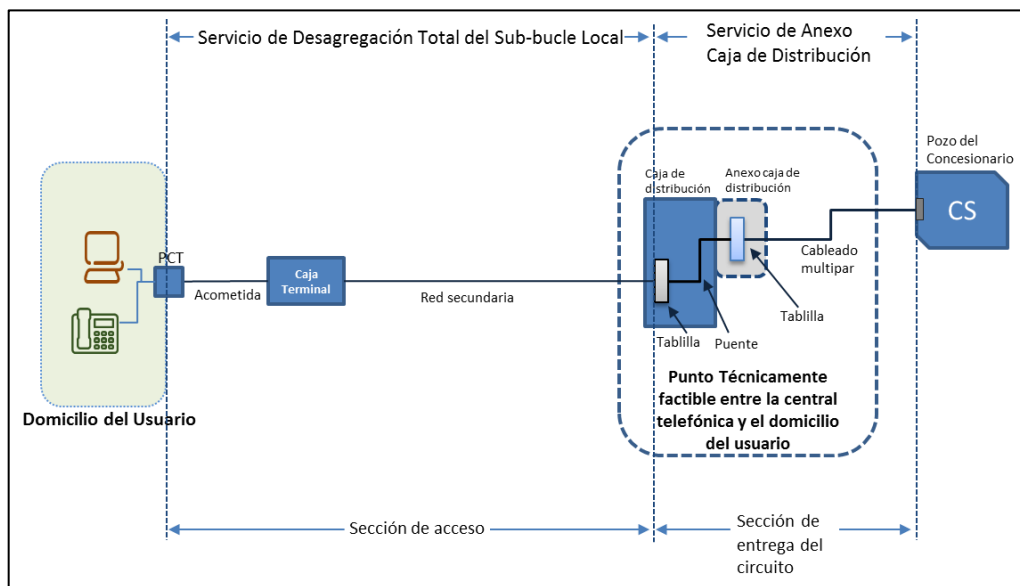 Servicio de Desagregación Total del Sub-bucle Local
Servicio de Anexo
Caja de Distribución
Pozo del
Concesionario
CS
Caja de
distribución
Anexo caja de
distribución
PCT
Acometida
Caja
Terminal
Red secundaria
Cableado
multipar
Tablilla
Tablilla
Puente
Punto Técnicamente
factible entre la central
telefónica y el domicilio
del usuario
Domicilio del Usuario
Sección de acceso
Sección de
entrega del
circuito